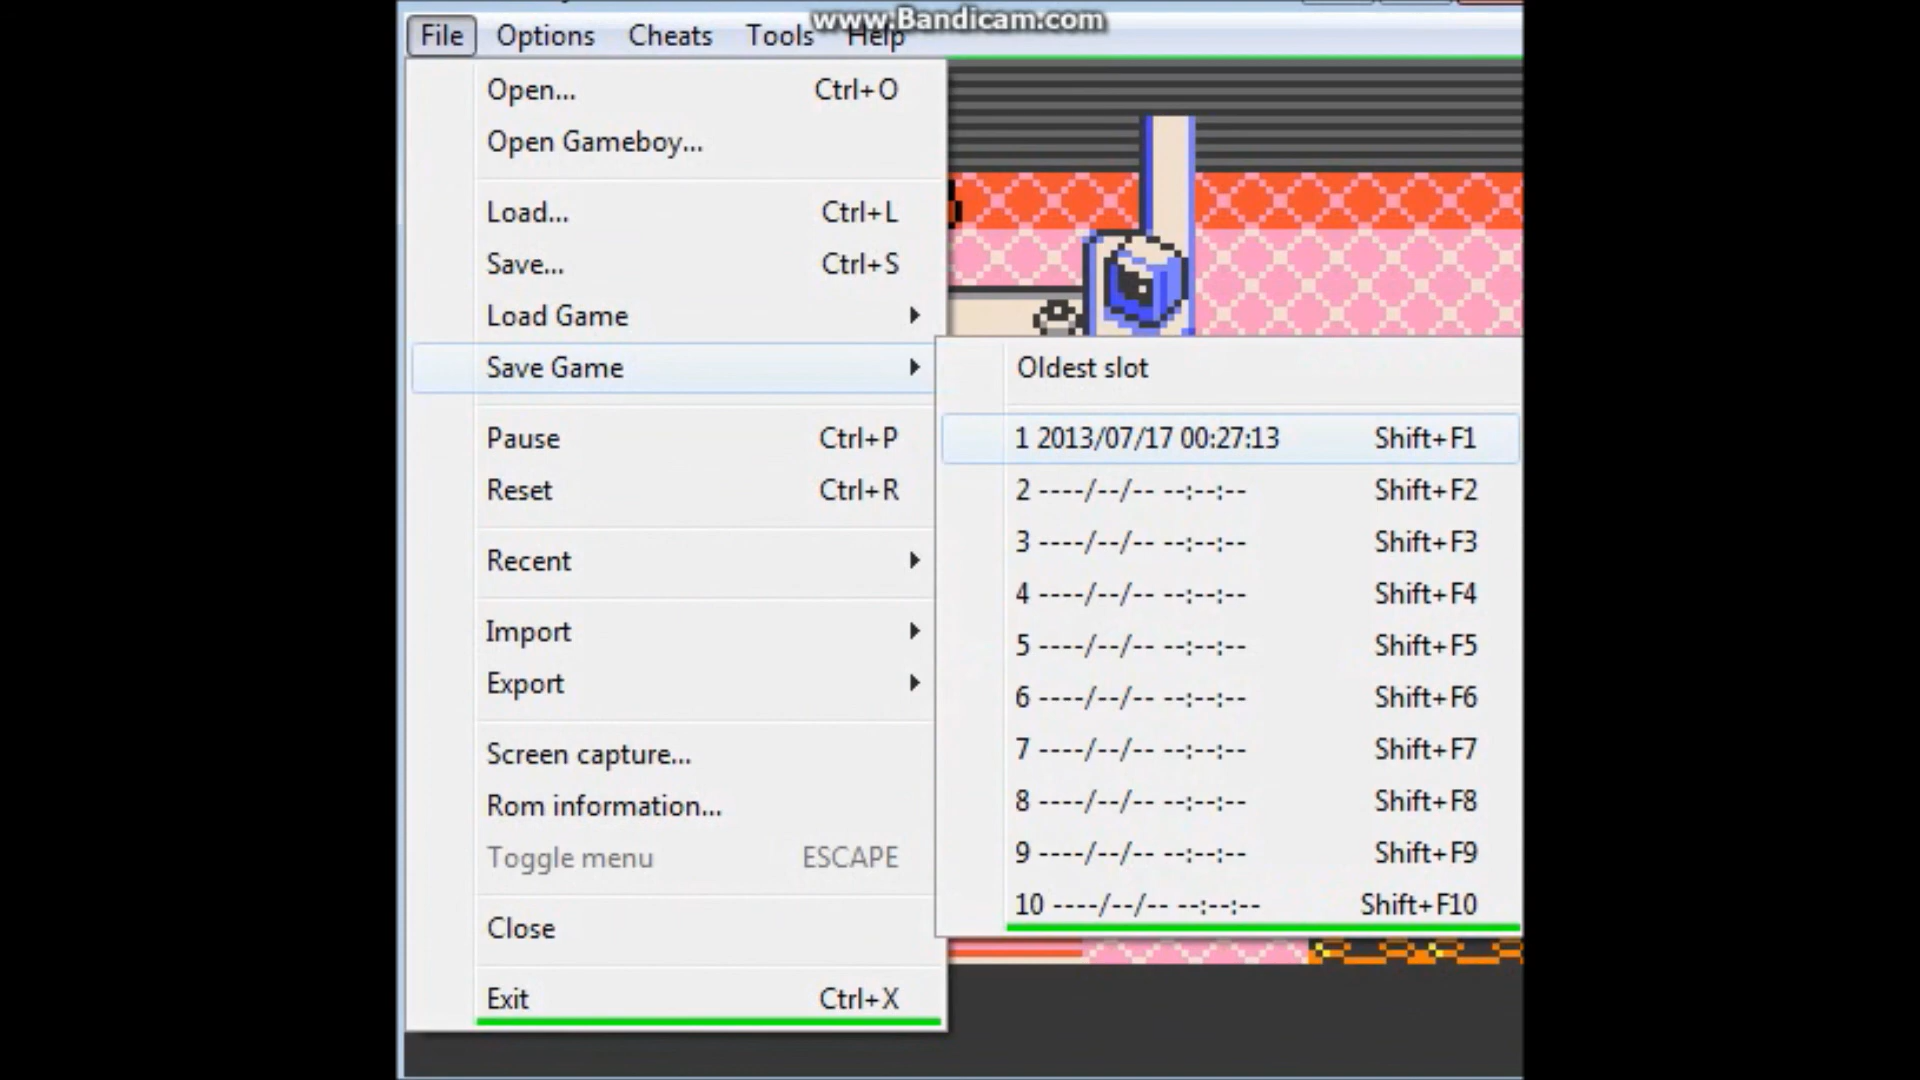 www.Bandicam.com
File Options Cheats Tools Help
Open... Ctrl+O
Open Gameboy...
Load... Ctrl+L
Save... Ctrl+S
Load Game
Save Game
Pause Ctrl+P
Reset Ctrl+R
Recent
Import
Export
Screen capture...
Rom information...
Toggle menu ESCAPE
Close
Exit Ctrl+X
Oldest slot
1 2013/07/17 00:27:13 Shift+F1
2 ----/--/-- --:--:-- Shift+F2
3 ----/--/-- --:--:-- Shift+F3
4 ----/--/-- --:--:-- Shift+F4
5 ----/--/-- --:--:-- Shift+F5
6 ----/--/-- --:--:-- Shift+F6
7 ----/--/-- --:--:-- Shift+F7
8 ----/--/-- --:--:-- Shift+F8
9 ----/--/-- --:--:-- Shift+F9
10 ----/--/-- --:--:-- Shift+F10